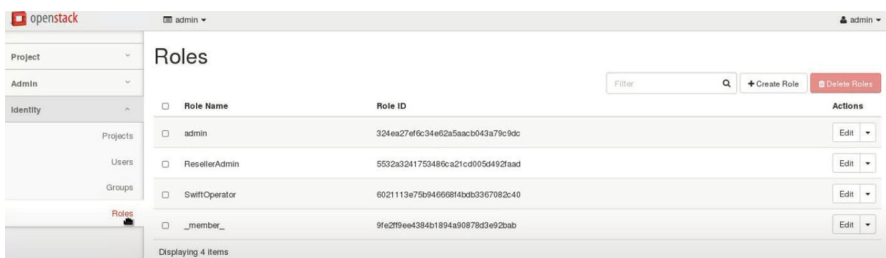 openstack admin admin
Project
Admin
Identity
Projects
Users
Groups
Roles
Roles
Filter + Create Role Delete Roles
Role Name Role ID Actions
admin 324ea27ef6c34e62a5aacb043a79c9dc Edit
ResellerAdmin 5532a3241753486ca21cd005d492faad Edit
SwiftOperator 6021113e75b946668f4bdb3367082c40 Edit
_member_ 9fe2ff9ee4384b1894a90878d3e92bab Edit
Displaying 4 items